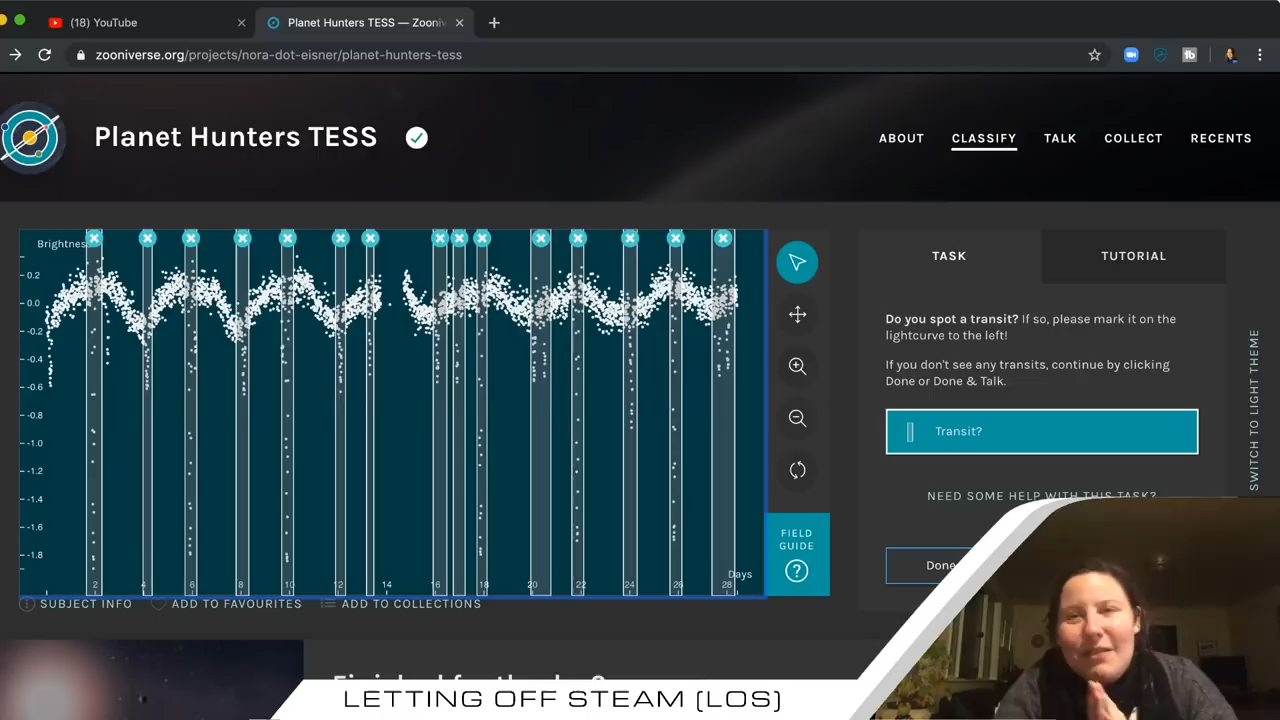 (18) YouTube
Planet Hunters TESS — Zooniv
zooniverse.org/projects/nora-dot-eisner/planet-hunters-tess
Planet Hunters TESS
ABOUT
CLASSIFY
TALK
COLLECT
RECENTS
Brightness
0.2
0.0
-0.2
-0.4
-0.6
-0.8
-1.0
-1.2
-1.4
-1.6
-1.8
2
4
6
8
10
12
14
16
18
20
22
24
26
28
Days
FIELD
GUIDE
?
TASK
TUTORIAL
Do you spot a transit? If so, please mark it on the
lightcurve to the left!
If you don't see any transits, continue by clicking
Done or Done & Talk.
Transit?
NEED SOME HELP WITH THIS TASK?
Done
SWITCH TO LIGHT THEME
SUBJECT INFO
ADD TO FAVOURITES
ADD TO COLLECTIONS
LETTING OFF STEAM (LOS)